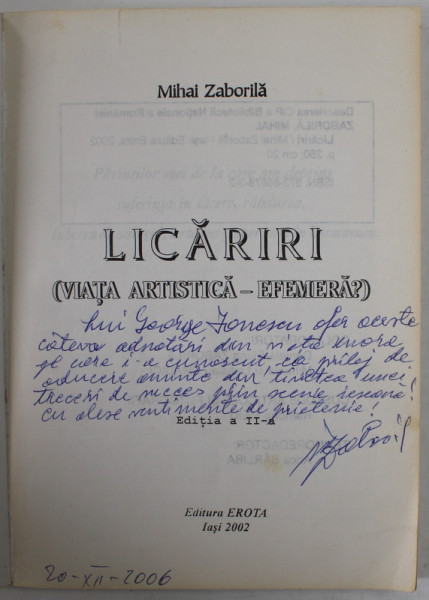 Mihai Zaborilă
LICĂRIRI
(VIAȚA ARTISTICĂ – EFEMERĂ?)
Lui George Ionescu ofer aceste
câteva adnotări din viața unora
pe care i-a cunoscut ca prilej de
aducere aminte din tinerețea unei
treceri de succes prin scena ieșeană!
cu alese sentimente de prietenie!
Ediția a II-a
Editura EROTA
Iași 2002
20-XII-2006